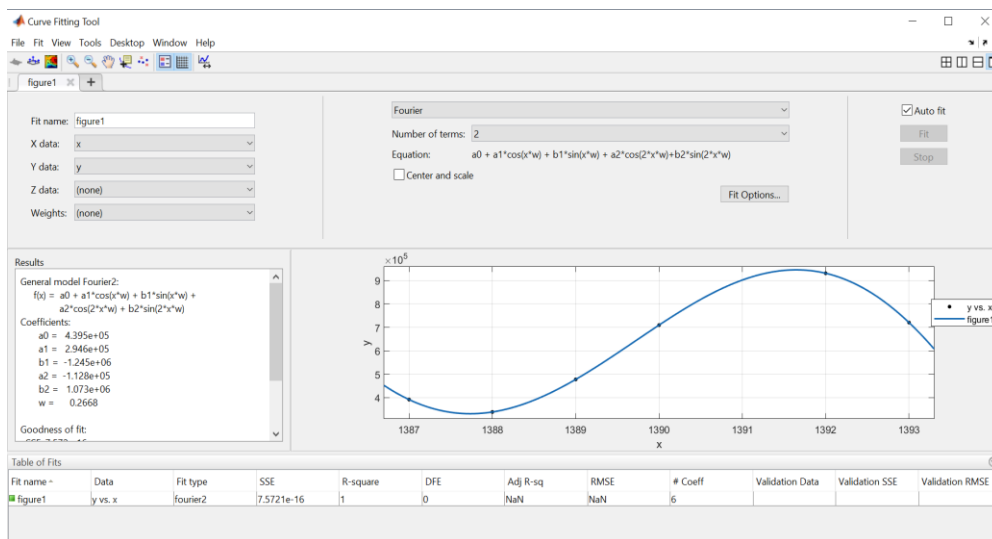 Curve Fitting Tool
File Fit View Tools Desktop Window Help
figure1
Fit name: figure1
X data: x
Y data: y
Z data: (none)
Weights: (none)
Fourier
Number of terms: 2
Equation: a0 + a1*cos(x*w) + b1*sin(x*w) + a2*cos(2*x*w)+b2*sin(2*x*w)
Center and scale
Fit Options...
Auto fit
Fit
Stop
Results
General model Fourier2:
f(x) = a0 + a1*cos(x*w) + b1*sin(x*w) +
a2*cos(2*x*w) + b2*sin(2*x*w)
Coefficients:
a0 = 4.395e+05
a1 = 2.946e+05
b1 = -1.245e+06
a2 = -1.128e+05
b2 = 1.073e+06
w = 0.2668
Goodness of fit:
×10⁵
9
8
7
6
5
4
y
1387 1388 1389 1390 1391 1392 1393
x
y vs. x
figure1
Table of Fits
Fit name Data Fit type SSE R-square DFE Adj R-sq RMSE # Coeff Validation Data Validation SSE Validation RMSE
figure1 y vs. x fourier2 7.5721e-16 1 0 NaN NaN 6